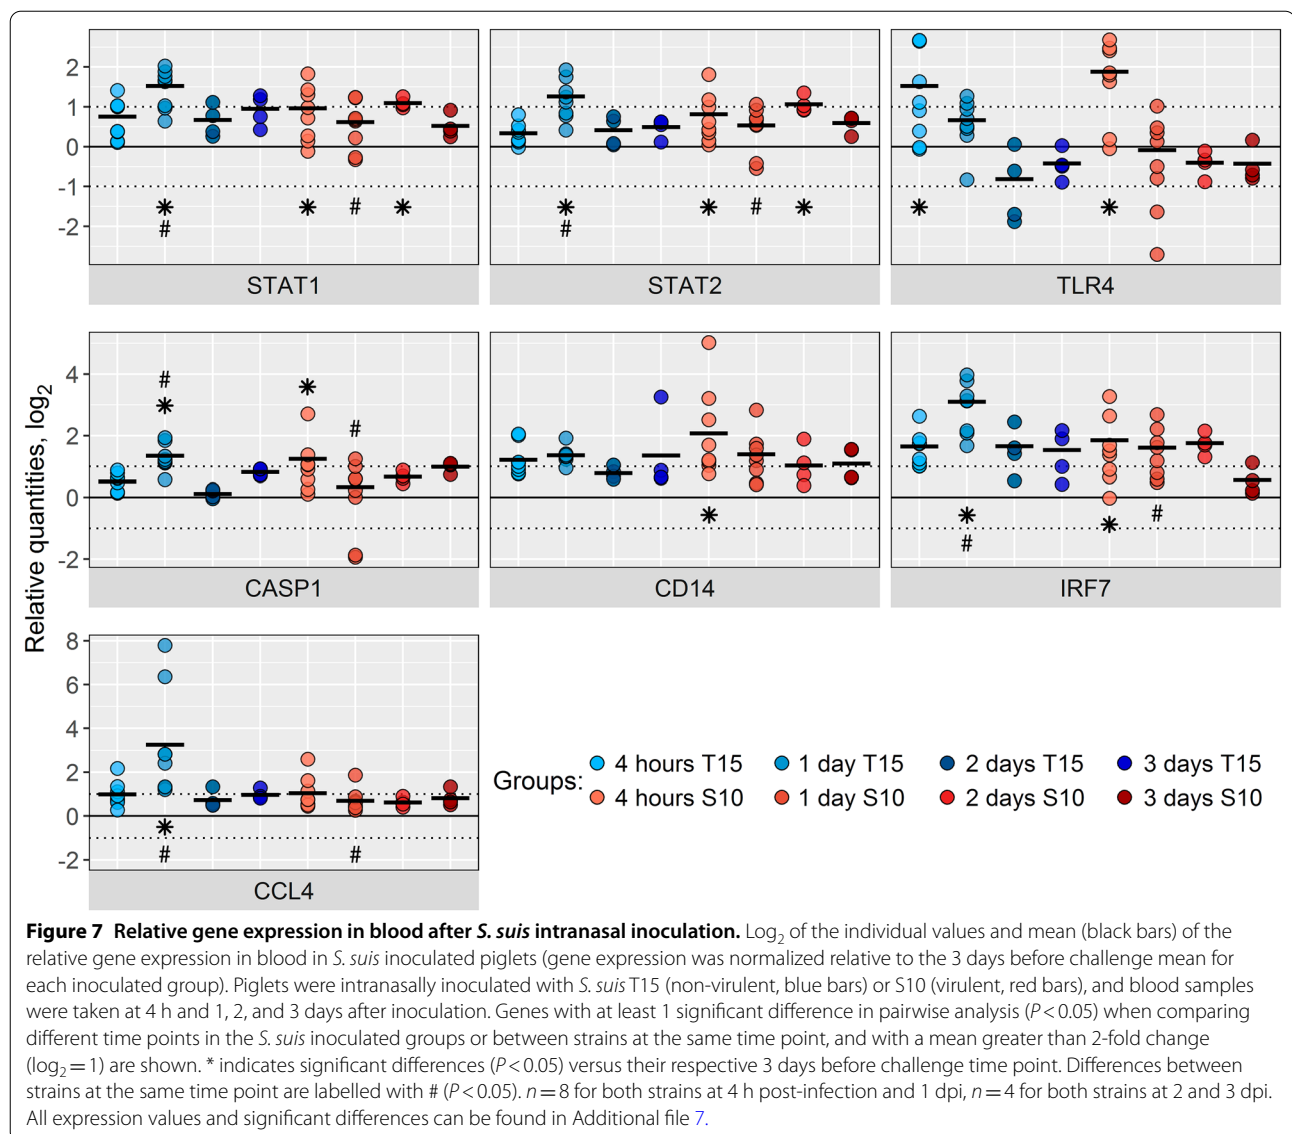 2
1
0
-1
-2
* # * # *
#
STAT1
* * # *
#
STAT2
* *
TLR4
Relative quantities, log2
4
2
0
-2
# * #
*
CASP1
*
CD14
* * #
#
IRF7
8
6
4
2
0
-2
*
# #
CCL4
Groups: 4 hours T15 1 day T15 2 days T15 3 days T15
4 hours S10 1 day S10 2 days S10 3 days S10
Figure 7 Relative gene expression in blood after S. suis intranasal inoculation. Log2 of the individual values and mean (black bars) of the
relative gene expression in blood in S. suis inoculated piglets (gene expression was normalized relative to the 3 days before challenge mean for
each inoculated group). Piglets were intranasally inoculated with S. suis T15 (non-virulent, blue bars) or S10 (virulent, red bars), and blood samples
were taken at 4 h and 1, 2, and 3 days after inoculation. Genes with at least 1 significant difference in pairwise analysis (P < 0.05) when comparing
different time points in the S. suis inoculated groups or between strains at the same time point, and with a mean greater than 2-fold change
(log2 = 1) are shown. * indicates significant differences (P < 0.05) versus their respective 3 days before challenge time point. Differences between
strains at the same time point are labelled with # (P < 0.05). n = 8 for both strains at 4 h post-infection and 1 dpi, n = 4 for both strains at 2 and 3 dpi.
All expression values and significant differences can be found in Additional file 7.